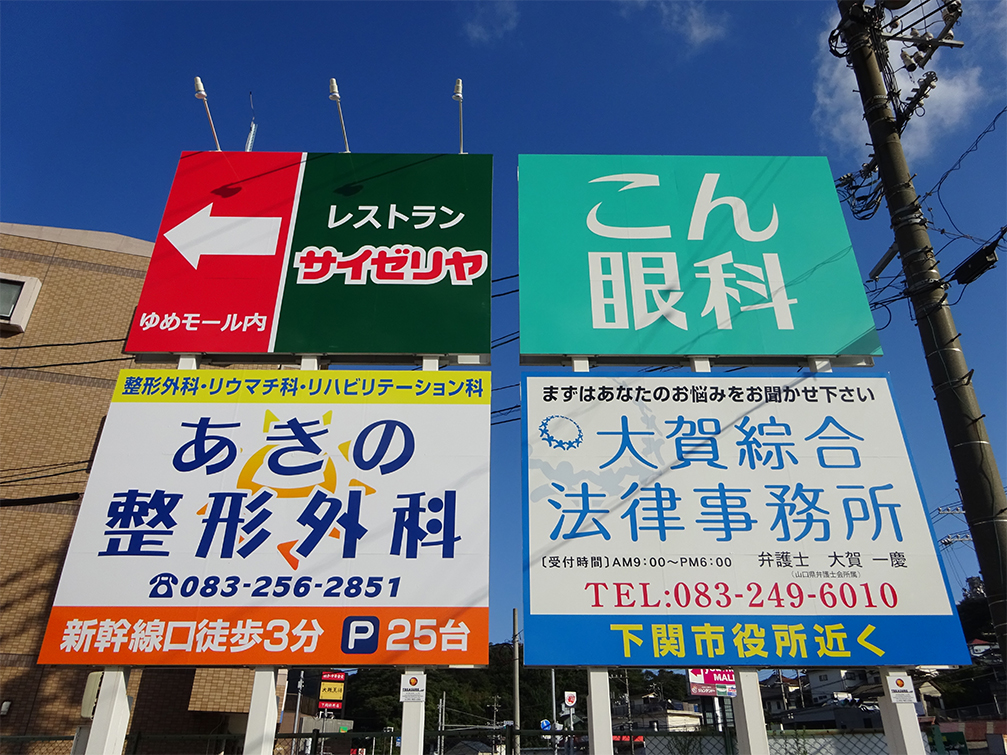 レストラン
サイゼリヤ
ゆめモール内
こん
眼科
整形外科・リウマチ科・リハビリテーション科
あきの
整形外科
☎083-256-2851
新幹線口徒歩3分 P 25台
まずはあなたのお悩みをお聞かせ下さい
大賀綜合
法律事務所
〔受付時間〕AM9:00～PM6:00 弁護士 大賀 一慶
(山口県弁護士会所属)
TEL:083-249-6010
下関市役所近く
MALL